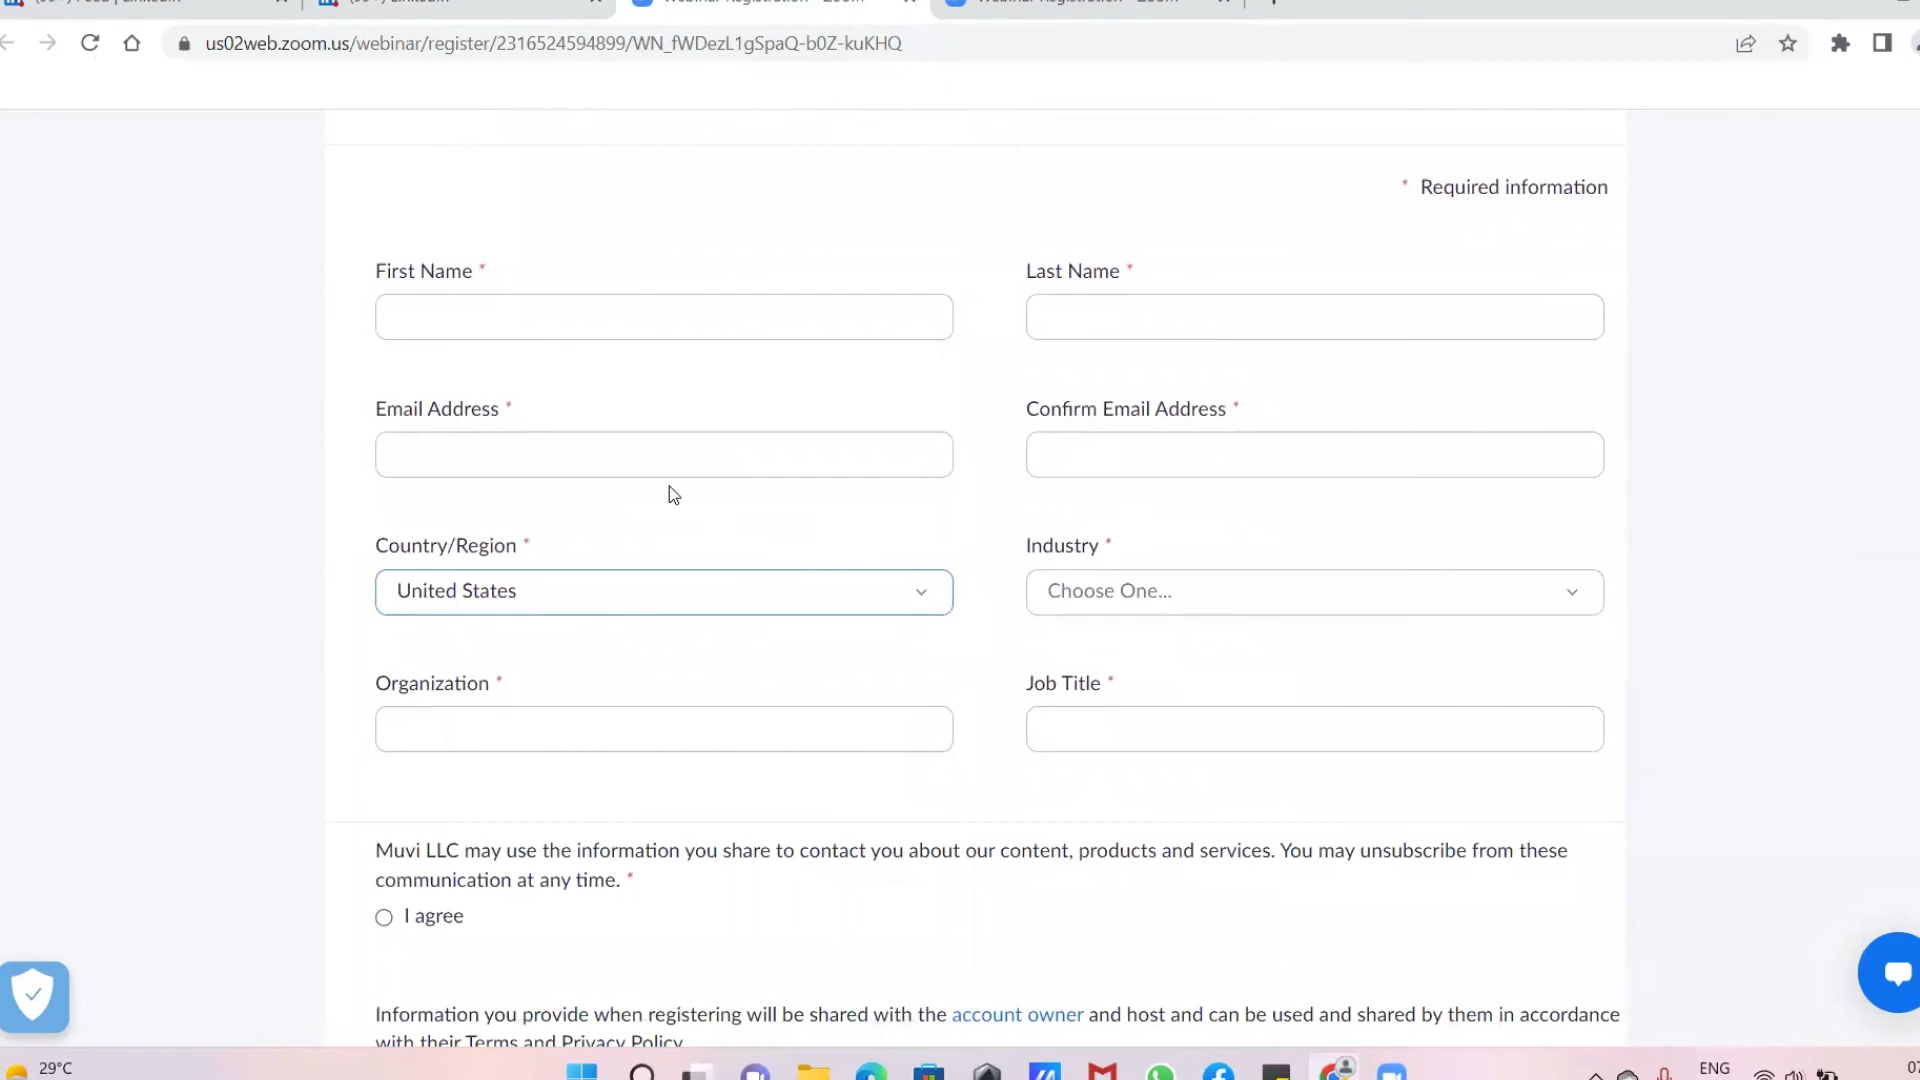 us02web.zoom.us/webinar/register/2316524594899/WN_fWDezL1gSpaQ-b0Z-kuKHQ
* Required information
First Name *
Last Name *
Email Address *
Confirm Email Address *
Country/Region *
Industry *
United States
Choose One...
Organization *
Job Title *
Muvi LLC may use the information you share to contact you about our content, products and services. You may unsubscribe from these
communication at any time. *
I agree
Information you provide when registering will be shared with the account owner and host and can be used and shared by them in accordance
with their Terms and Privacy Policy
29°C
ENG